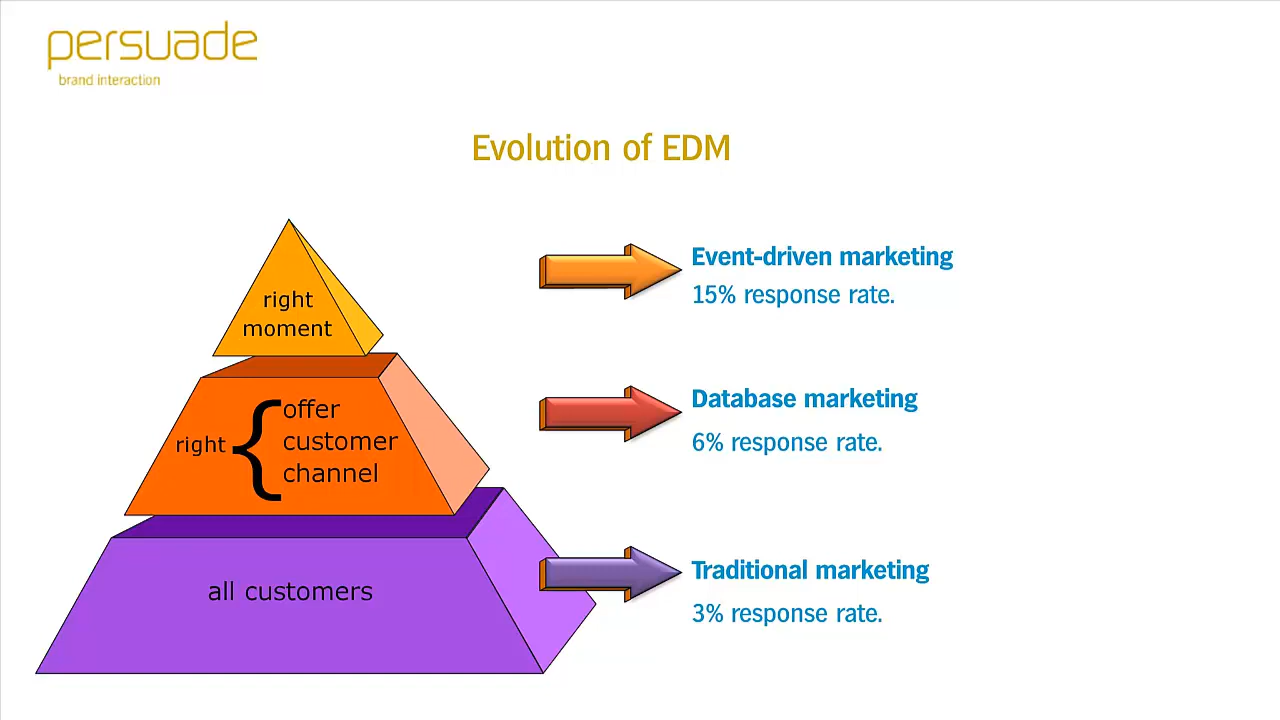 persuade
brand interaction
Evolution of EDM
right
moment
Event-driven marketing
15% response rate.
right { offer
customer
channel
Database marketing
6% response rate.
all customers
Traditional marketing
3% response rate.